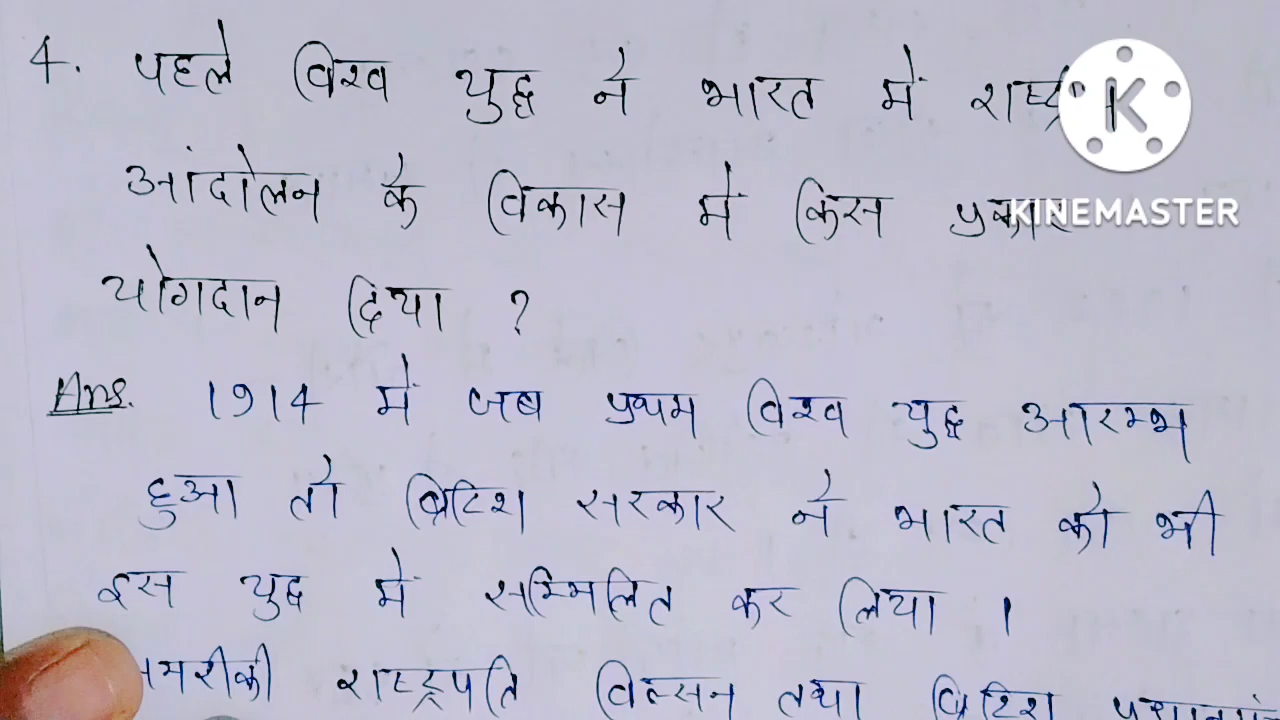 4. पहले विश्व युद्ध ने भारत में
आंदोलन के विकास में किस प्रकार
योगदान दिया ?
Ans. 1914 में जब प्रथम विश्व युद्ध आरम्भ
हुआ तो ब्रिटिश सरकार ने भारत को भी
इस युद्ध में सम्मिलित कर लिया ।
राष्ट्रपति विल्सन तथा ब्रिटिश
KINEMASTER